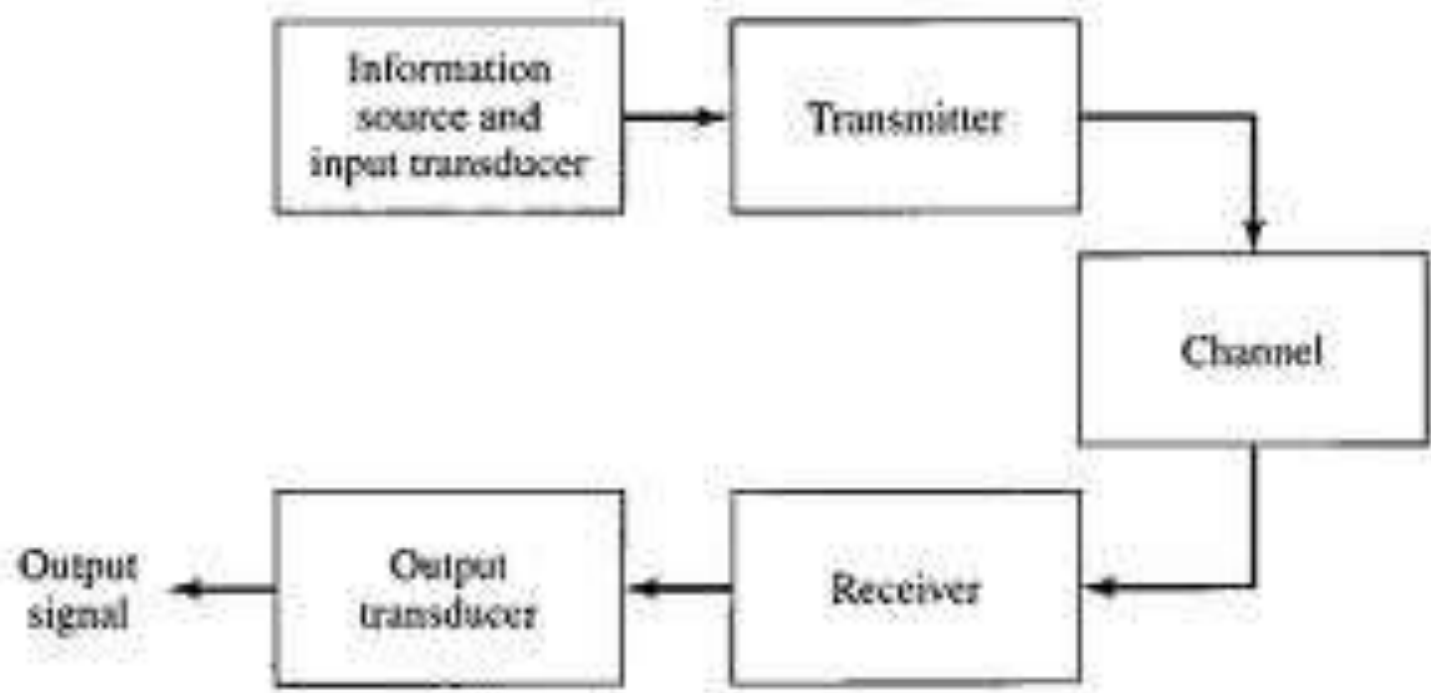 Information
source and
input transducer
Transmitter
Channel
Receiver
Output
transducer
Output
signal